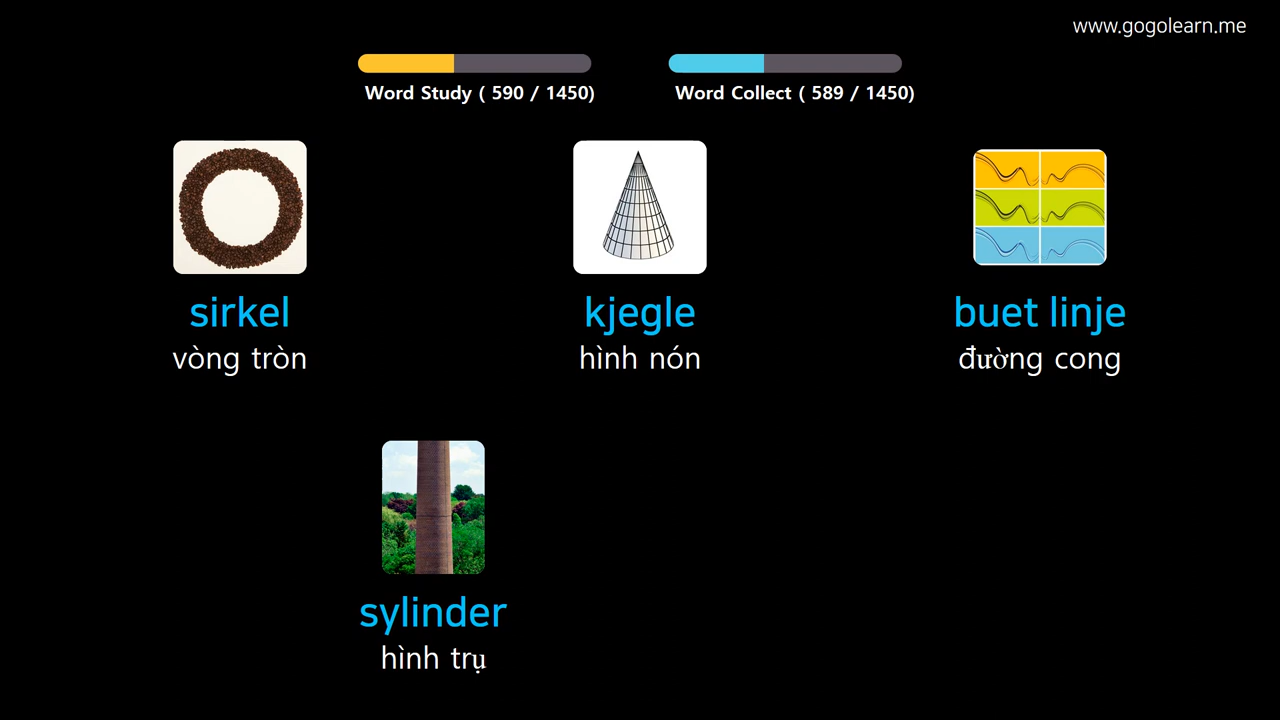 www.gogolearn.me
Word Study ( 590 / 1450)
Word Collect ( 589 / 1450)
sirkel
vòng tròn
kjegle
hình nón
buet linje
đường cong
sylinder
hình trụ